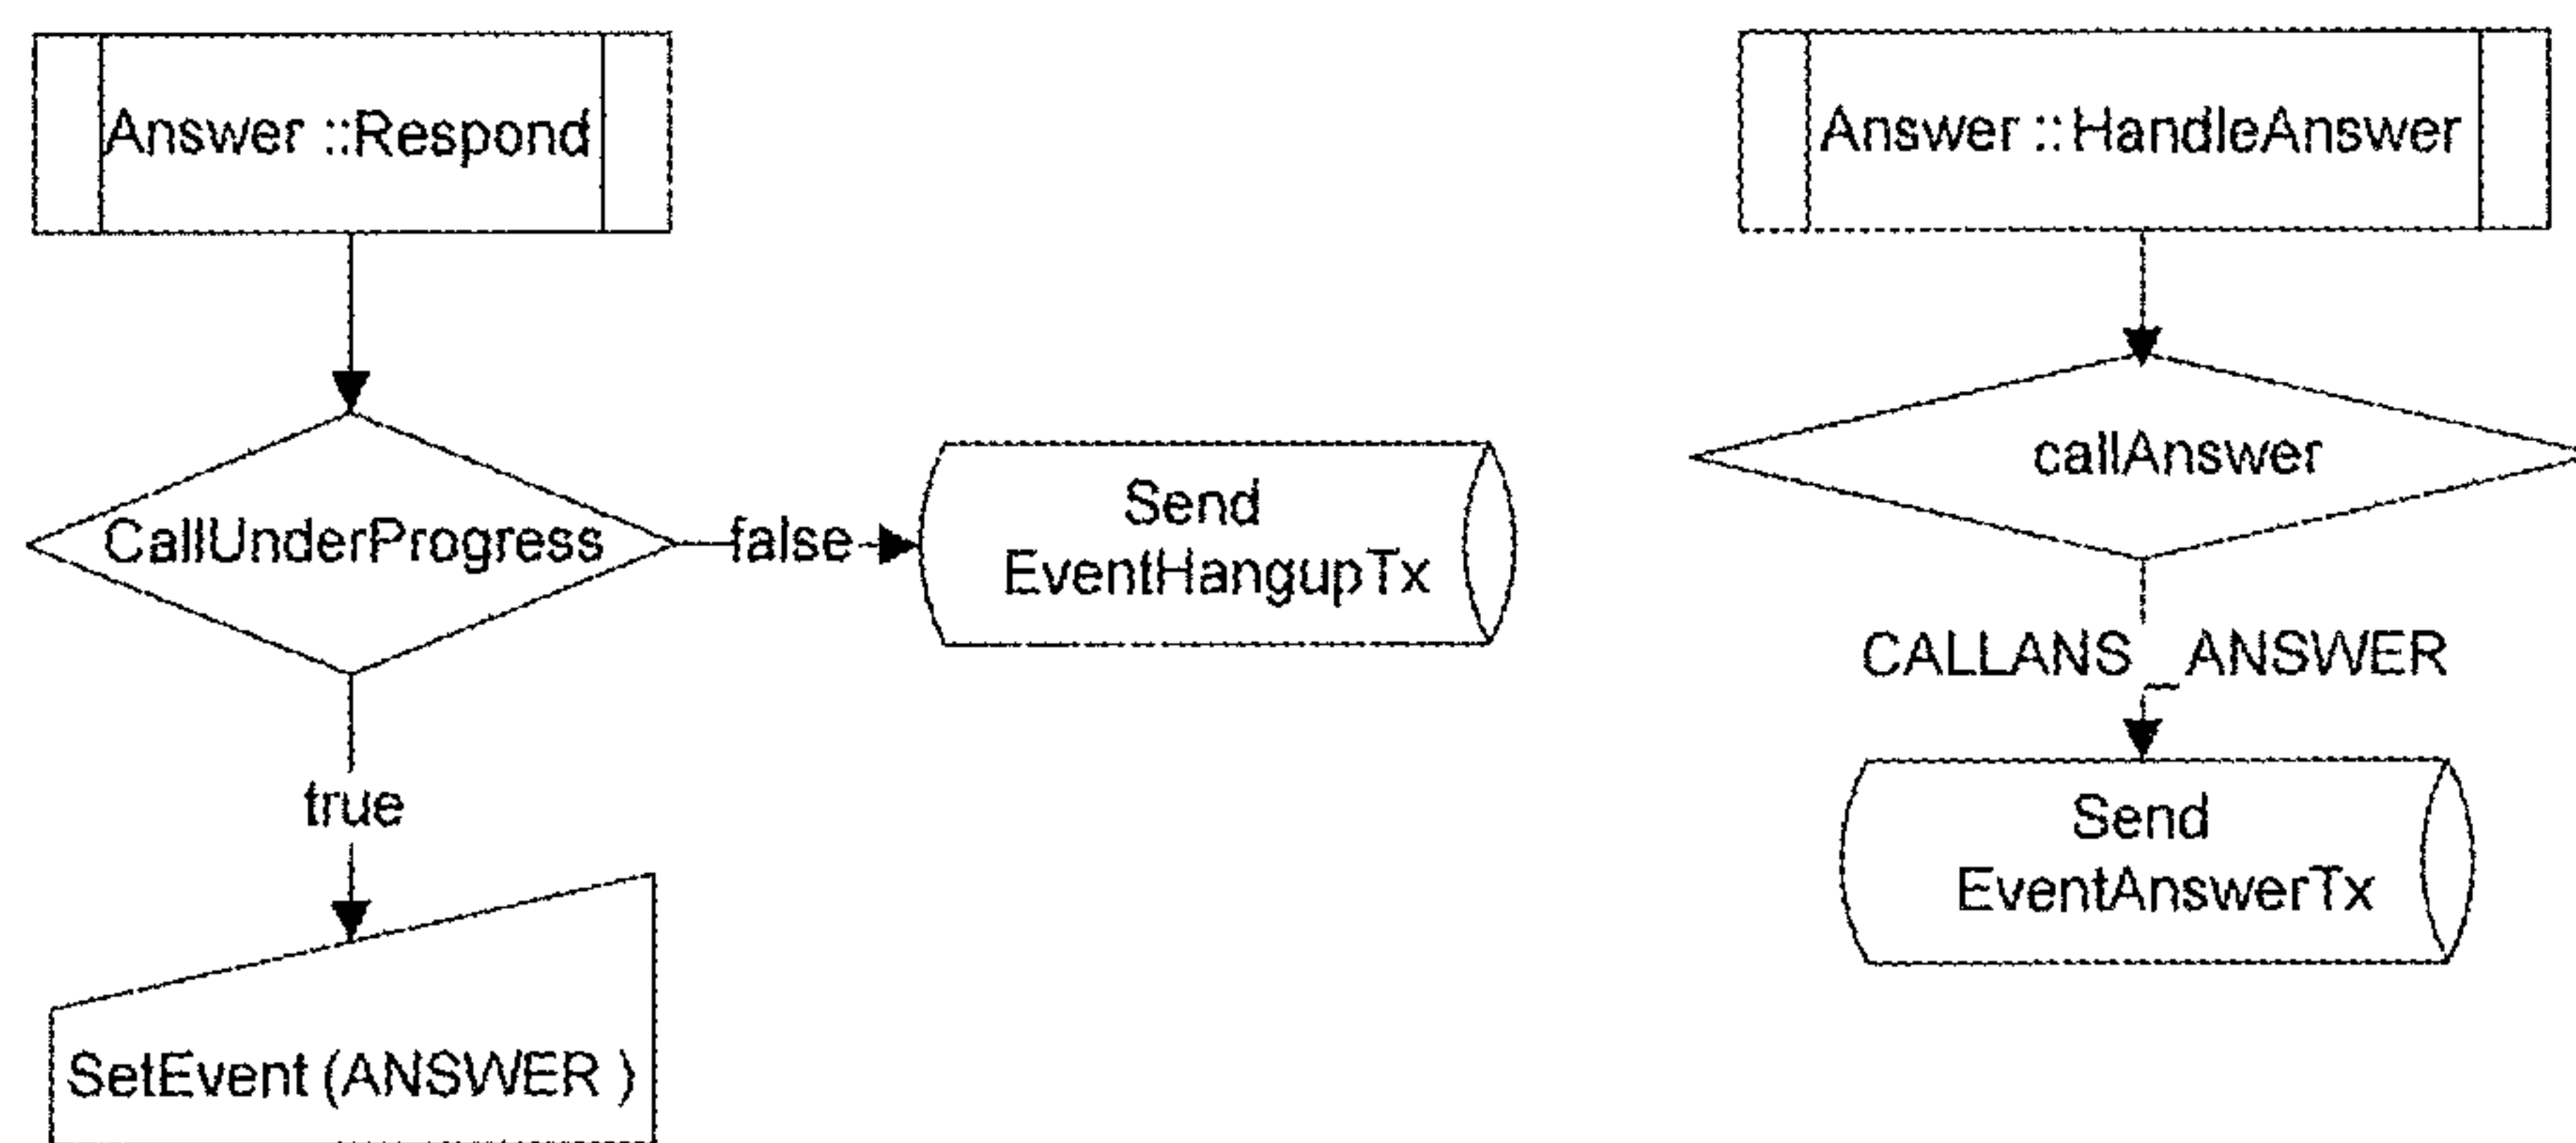 Answer ::Respond
CallUnderProgress
false
Send
EventHangupTx
true
SetEvent (ANSWER )
Answer :: HandleAnswer
callAnswer
CALLANS_ANSWER
Send
EventAnswerTx